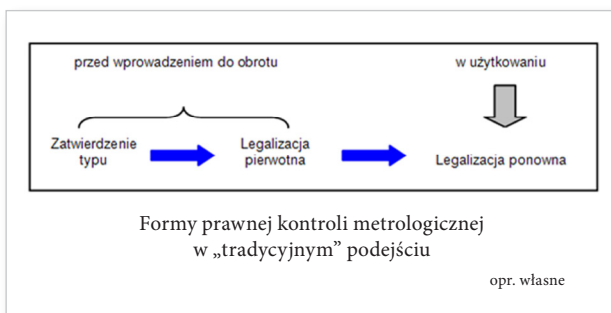 przed wprowadzeniem do obrotu
w użytkowaniu
Zatwierdzenie
typu
Legalizacja
pierwotna
Legalizacja ponowna
Formy prawnej kontroli metrologicznej
w „tradycyjnym” podejściu
opr. własne